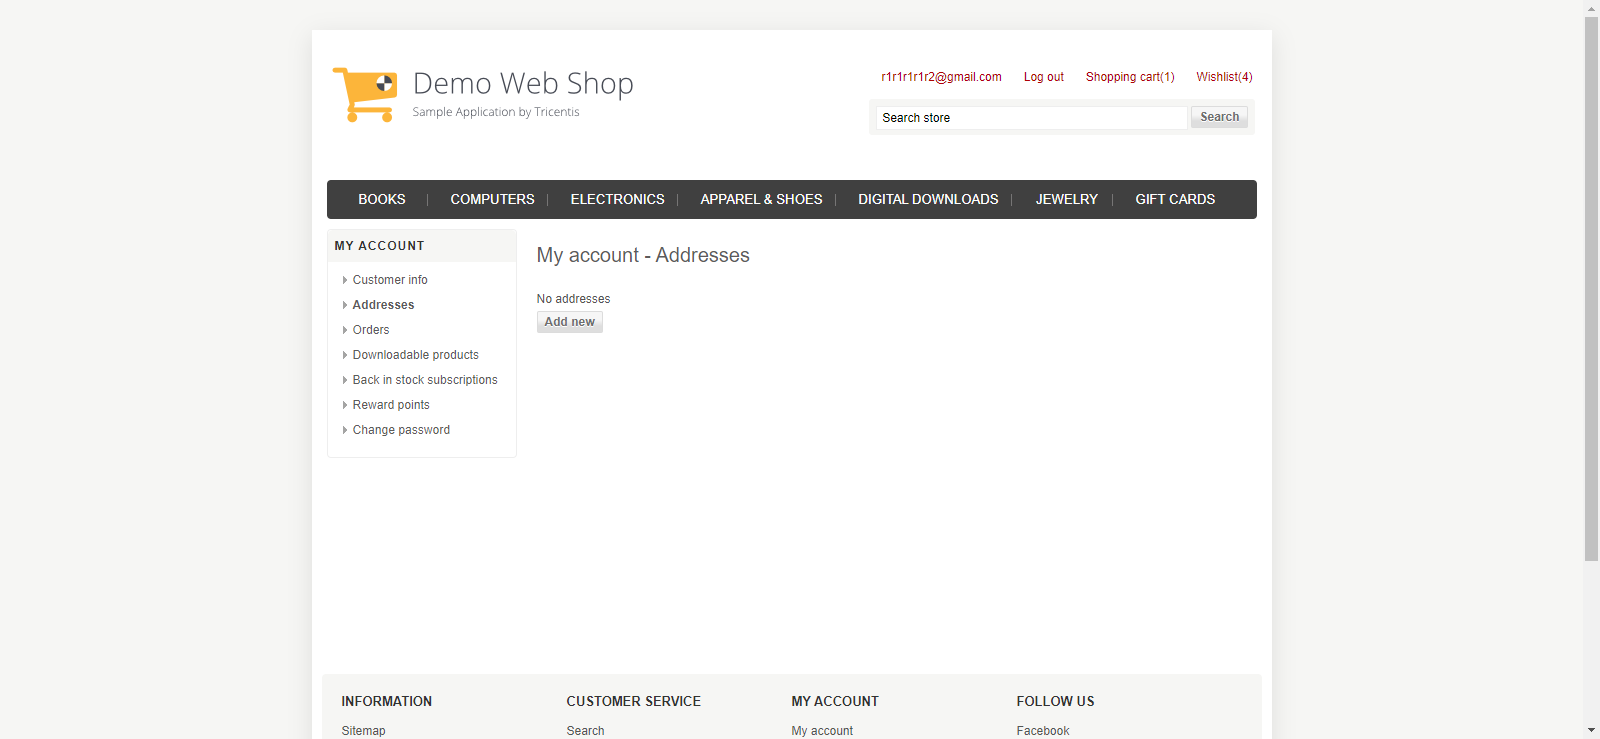 Demo Web Shop
Sample Application by Tricentis
r1r1r1r1r2@gmail.com Log out Shopping cart(1) Wishlist(4)
Search store Search
BOOKS COMPUTERS ELECTRONICS APPAREL & SHOES DIGITAL DOWNLOADS JEWELRY GIFT CARDS
MY ACCOUNT
Customer info
Addresses
Orders
Downloadable products
Back in stock subscriptions
Reward points
Change password
My account - Addresses
No addresses
Add new
INFORMATION CUSTOMER SERVICE MY ACCOUNT FOLLOW US
Sitemap Search My account Facebook